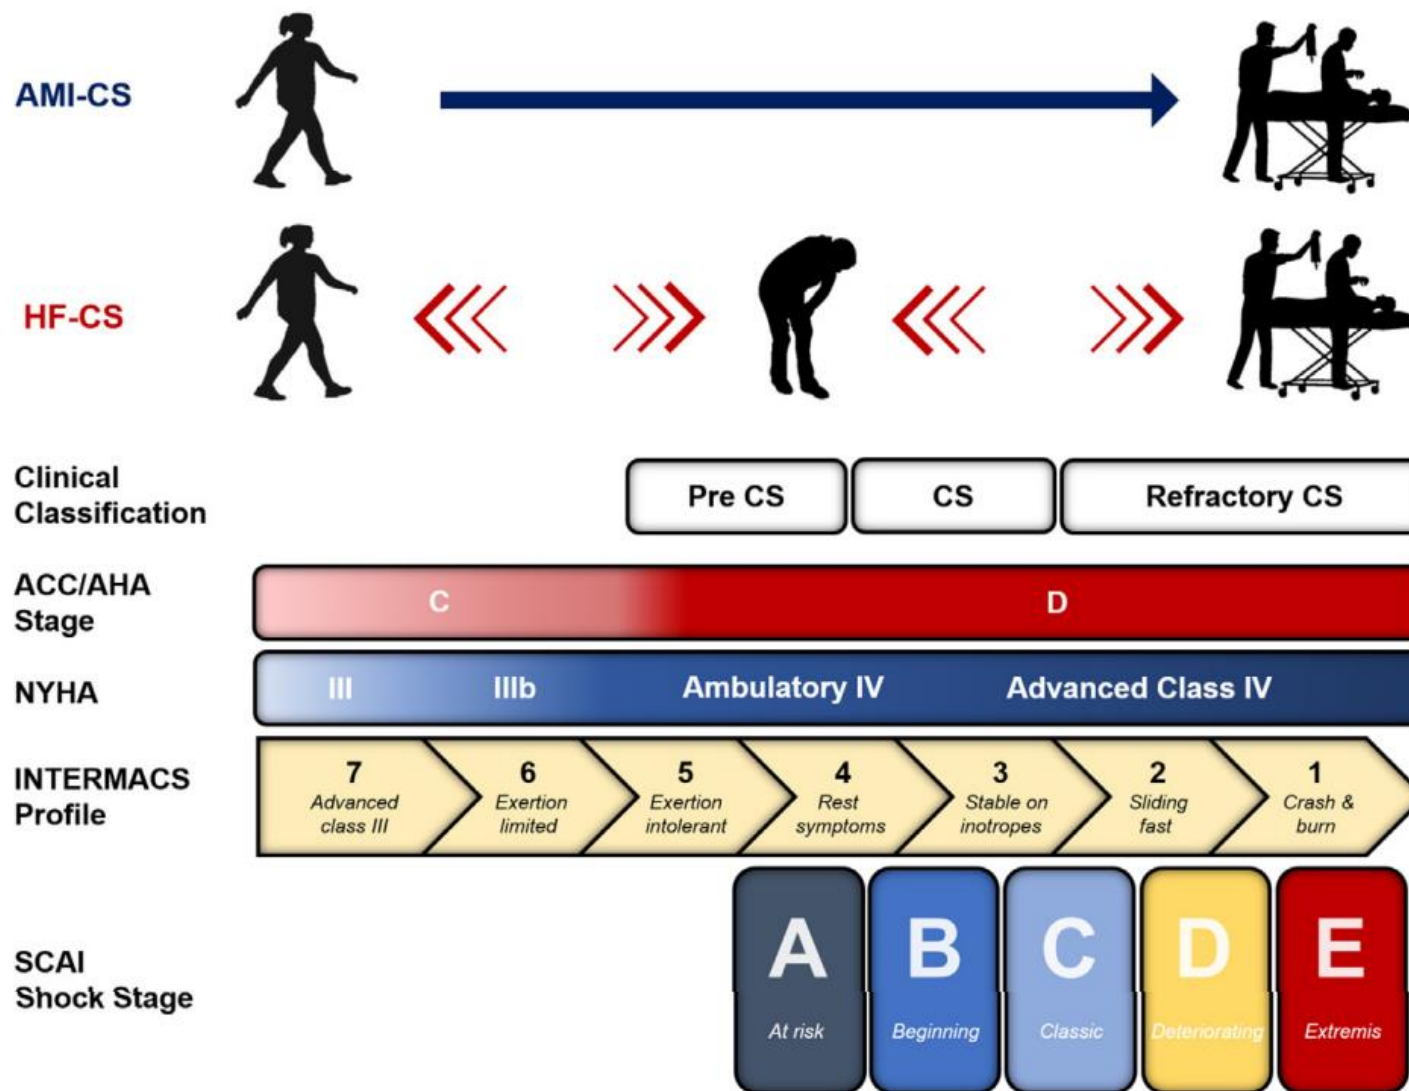 AMI-CS
HF-CS
Clinical
Classification
Pre CS
CS
Refractory CS
ACC/AHA
Stage
C
D
NYHA
III
IIIb
Ambulatory IV
Advanced Class IV
INTERMACS
Profile
7
Advanced
class III
6
Exertion
limited
5
Exertion
intolerant
4
Rest
symptoms
3
Stable on
inotropes
2
Sliding
fast
1
Crash &
burn
SCAI
Shock Stage
A
At risk
B
Beginning
C
Classic
D
Deteriorating
E
Extremis